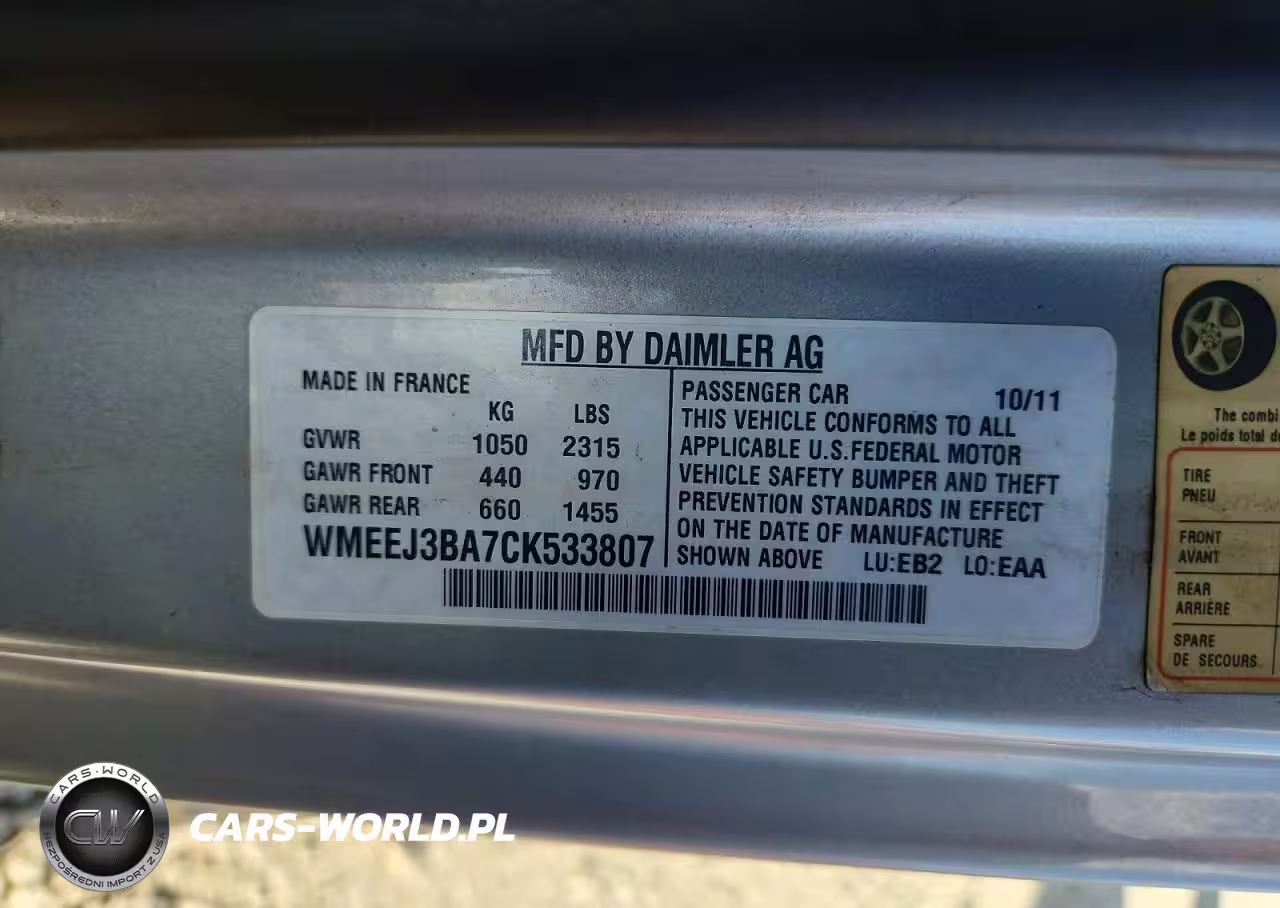 MFD BY DAIMLER AG
MADE IN FRANCE
KG LBS
GVWR 1050 2315
GAWR FRONT 440 970
GAWR REAR 660 1455
WMEEJ3BA7CK533807
PASSENGER CAR 10/11
THIS VEHICLE CONFORMS TO ALL
APPLICABLE U.S.FEDERAL MOTOR
VEHICLE SAFETY BUMPER AND THEFT
PREVENTION STANDARDS IN EFFECT
ON THE DATE OF MANUFACTURE
SHOWN ABOVE LU:EB2 LO:EAA
The combi
Le poids total d
TIRE
PNEU
FRONT
AVANT
REAR
ARRIÈRE
SPARE
DE SECOURS
CARS-WORLD
CW
BEZPOŚREDNI IMPORT Z USA
CARS-WORLD.PL